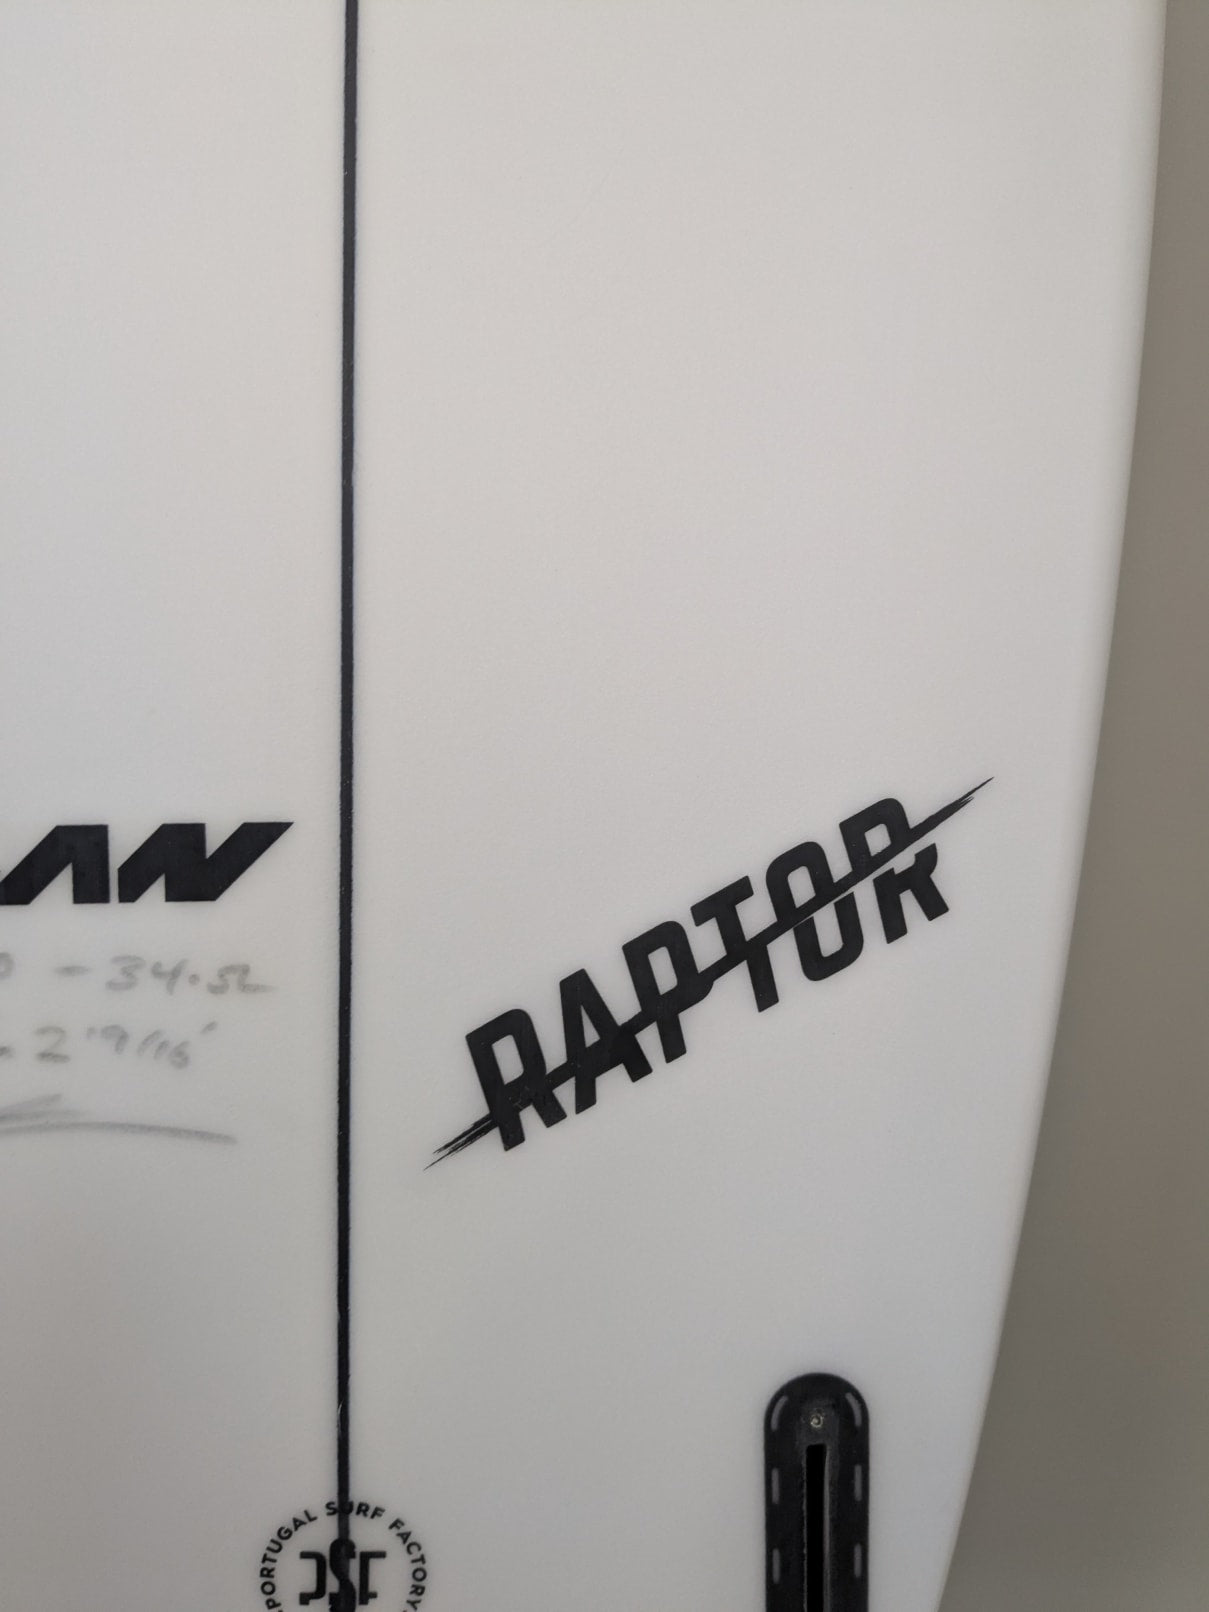 RAPTOR
- 34.5L
2'9/16'
PORTUGAL SURF FACTORY
PSF